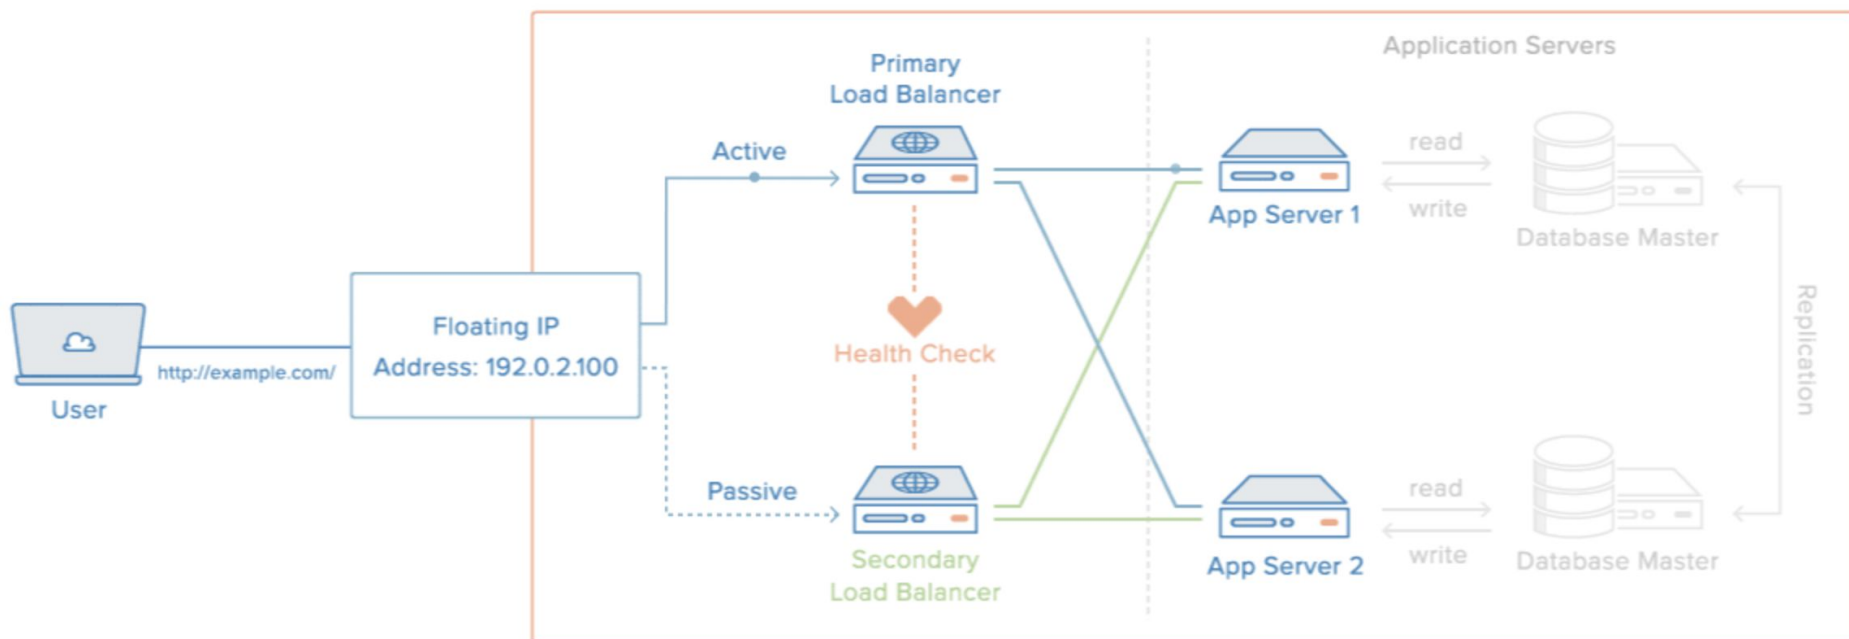 Application Servers
Primary
Load Balancer
Active
read
write
App Server 1
Database Master
Floating IP
Address: 192.0.2.100
http://example.com/
User
Health Check
Replication
Passive
read
write
Secondary
Load Balancer
App Server 2
Database Master